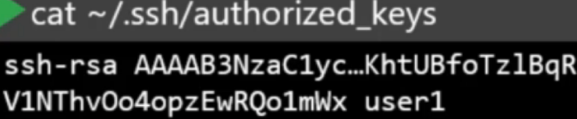 cat ~/.ssh/authorized_keys
ssh-rsa AAAAB3NzaC1yc…KhtUBfoTzlBqR
V1NThvOo4opzEwRQo1mWx user1